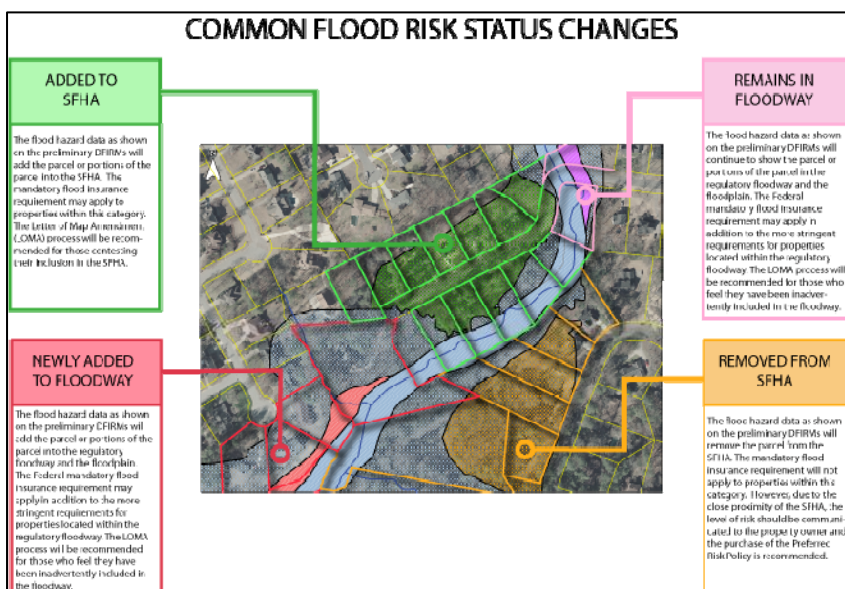 COMMON FLOOD RISK STATUS CHANGES
ADDED TO
SFHA
The flood hazard data as shown
on the preliminary DFIRMs will
add the parcel or portions of the
parcel into the SFHA. The
mandatory flood insurance
requirement may apply to
properties within this category.
The Letter of Map Amendment
(LOMA) process will be recom-
mended for those contesting
their inclusion in the SFHA.
REMAINS IN
FLOODWAY
The flood hazard data as shown
on the preliminary DFIRMs will
continue to show the parcel or
portions of the parcel in the
regulatory floodway and the
floodplain. The Federal
mandatory flood insurance
requirement may apply in
addition to the more stringent
requirements for properties
located within the regulatory
floodway. The LOMA process will
be recommended for those who
feel they have been inadver-
tently included in the floodway.
NEWLY ADDED
TO FLOODWAY
The flood hazard data as shown
on the preliminary DFIRMs will
add the parcel or portions of the
parcel into the regulatory
floodway and the floodplain.
The Federal mandatory flood
insurance requirement may
apply in addition to the more
stringent requirements for
properties located within the
regulatory floodway. The LOMA
process will be recommended
for those who feel they have
been inadvertently included in
the floodway.
REMOVED FROM
SFHA
The flood hazard data as shown
on the preliminary DFIRMs will
remove the parcel from the
SFHA. The mandatory flood
insurance requirement will not
apply to properties within this
category. However, due to the
close proximity of the SFHA, the
level of risk should be communi-
cated to the property owner and
the purchase of the Preferred
Risk Policy is recommended.